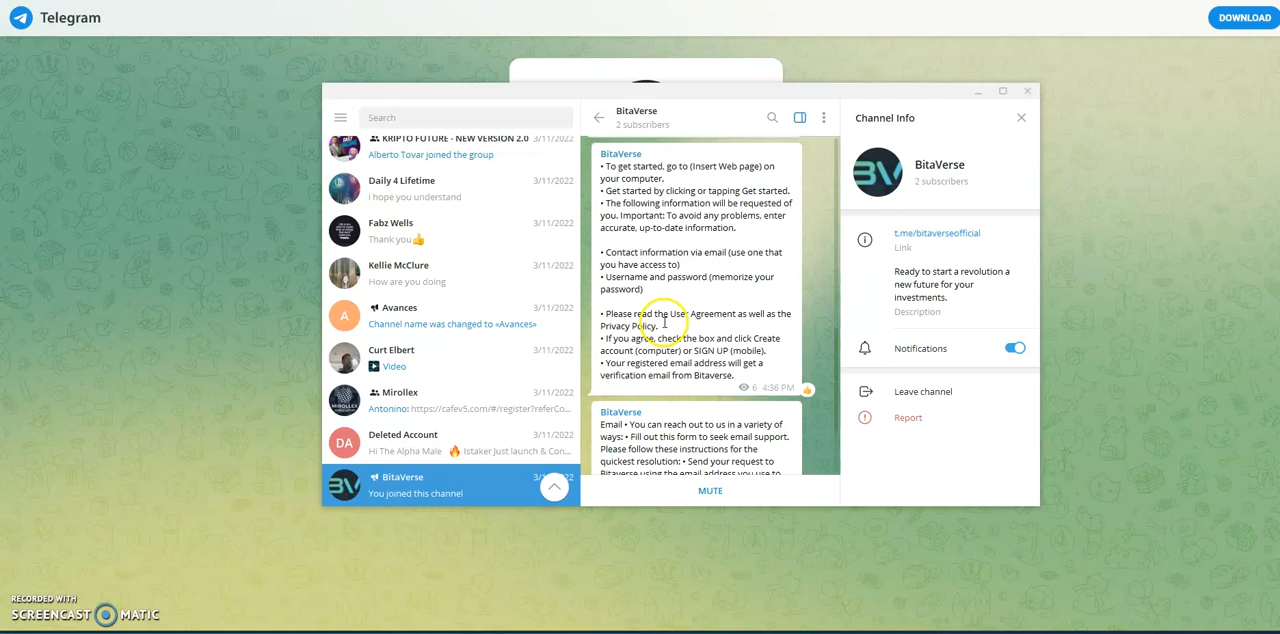 Telegram
DOWNLOAD
Search
KRIPTO FUTURE - NEW VERSION 2.0 3/11/2022
Alberto Tovar joined the group
Daily 4 Lifetime 3/11/2022
i hope you understand
Fabz Wells 3/11/2022
Thank you👍
Kellie McClure 3/11/2022
How are you doing
A
Avances 3/11/2022
Channel name was changed to «Avances»
Curt Elbert 3/11/2022
Video
MIROLLEX
Mirollex 3/11/2022
Antonino: https://cafev5.com/#/register?referCo...
DA
Deleted Account 3/11/2022
Hi The Alpha Male 🔥 Istaker Just launch & Con...
BV
BitaVerse
You joined this channel
BitaVerse
2 subscribers
BitaVerse
• To get started, go to (Insert Web page) on
your computer.
• Get started by clicking or tapping Get started.
• The following information will be requested of
you. Important: To avoid any problems, enter
accurate, up-to-date information.
• Contact information via email (use one that
you have access to)
• Username and password (memorize your
password)
• Please read the User Agreement as well as the
Privacy Policy.
• If you agree, check the box and click Create
account (computer) or SIGN UP (mobile).
• Your registered email address will get a
verification email from Bitaverse.
6 4:36 PM
BitaVerse
Email • You can reach out to us in a variety of
ways: • Fill out this form to seek email support.
Please follow these instructions for the
quickest resolution: • Send your request to
Bitaverse using the email address you use to
MUTE
Channel Info
BV
BitaVerse
2 subscribers
t.me/bitaverseofficial
Link
Ready to start a revolution a
new future for your
investments.
Description
Notifications
Leave channel
Report
RECORDED WITH
SCREENCAST MATIC